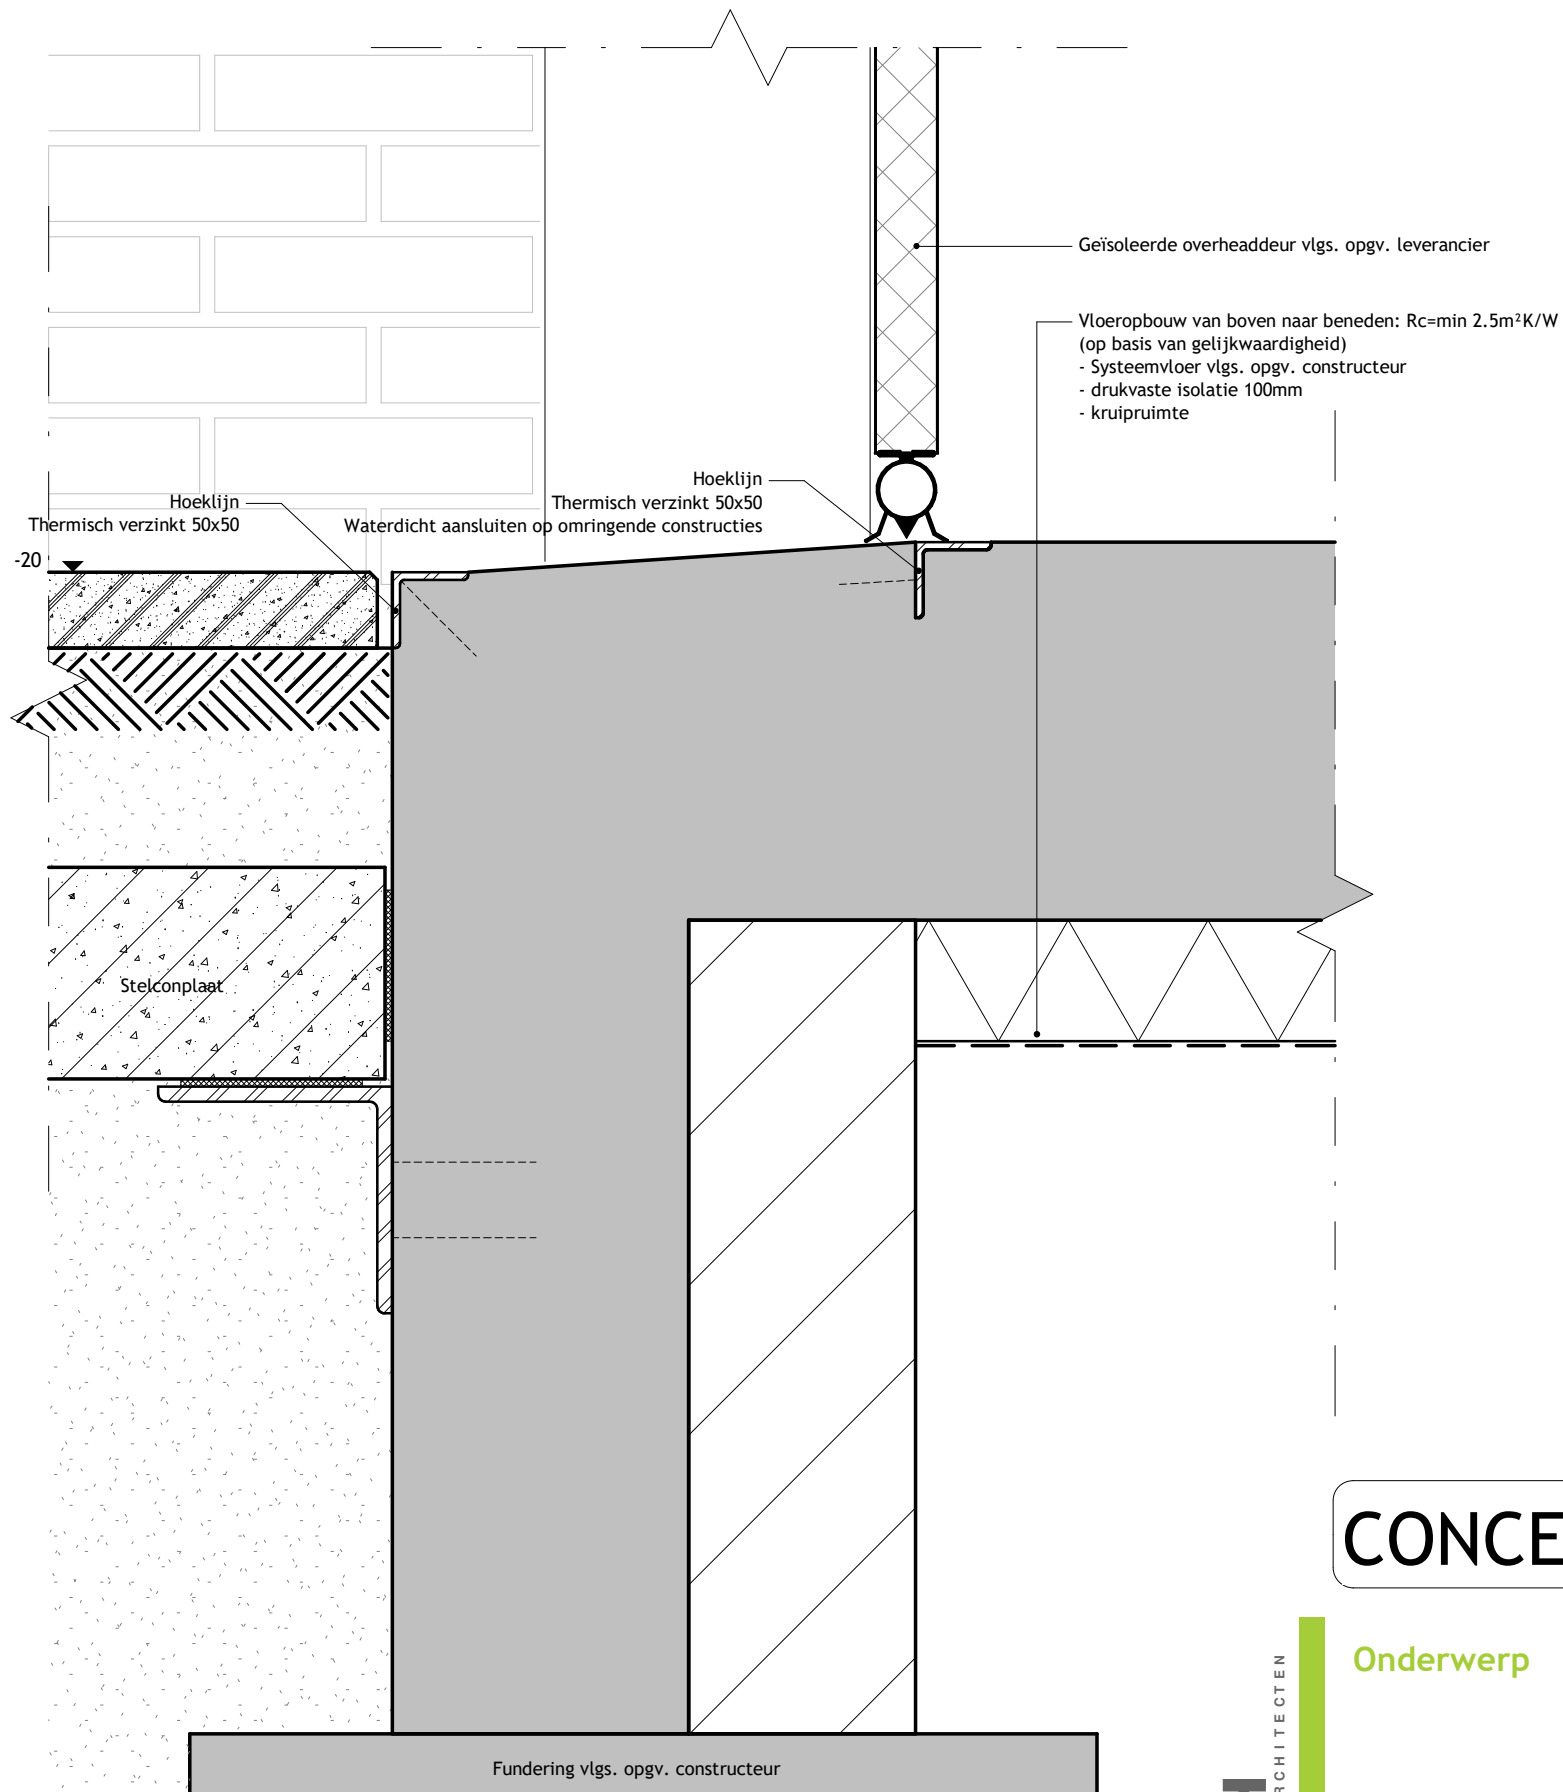 Geïsoleerde overheaddeur vlgs. opgv. leverancier
Vloeropbouw van boven naar beneden: Rc=min 2.5m²K/W
(op basis van gelijkwaardigheid)
- Systeemvloer vlgs. opgv. constructeur
- drukvaste isolatie 100mm
- kruipruimte
Hoeklijn
Thermisch verzinkt 50x50
Waterdicht aansluiten op omringende constructies
Hoeklijn
Thermisch verzinkt 50x50
-20
Stelconplaat
CONCE
Onderwerp
RCHITECTEN
Fundering vlgs. opgv. constructeur